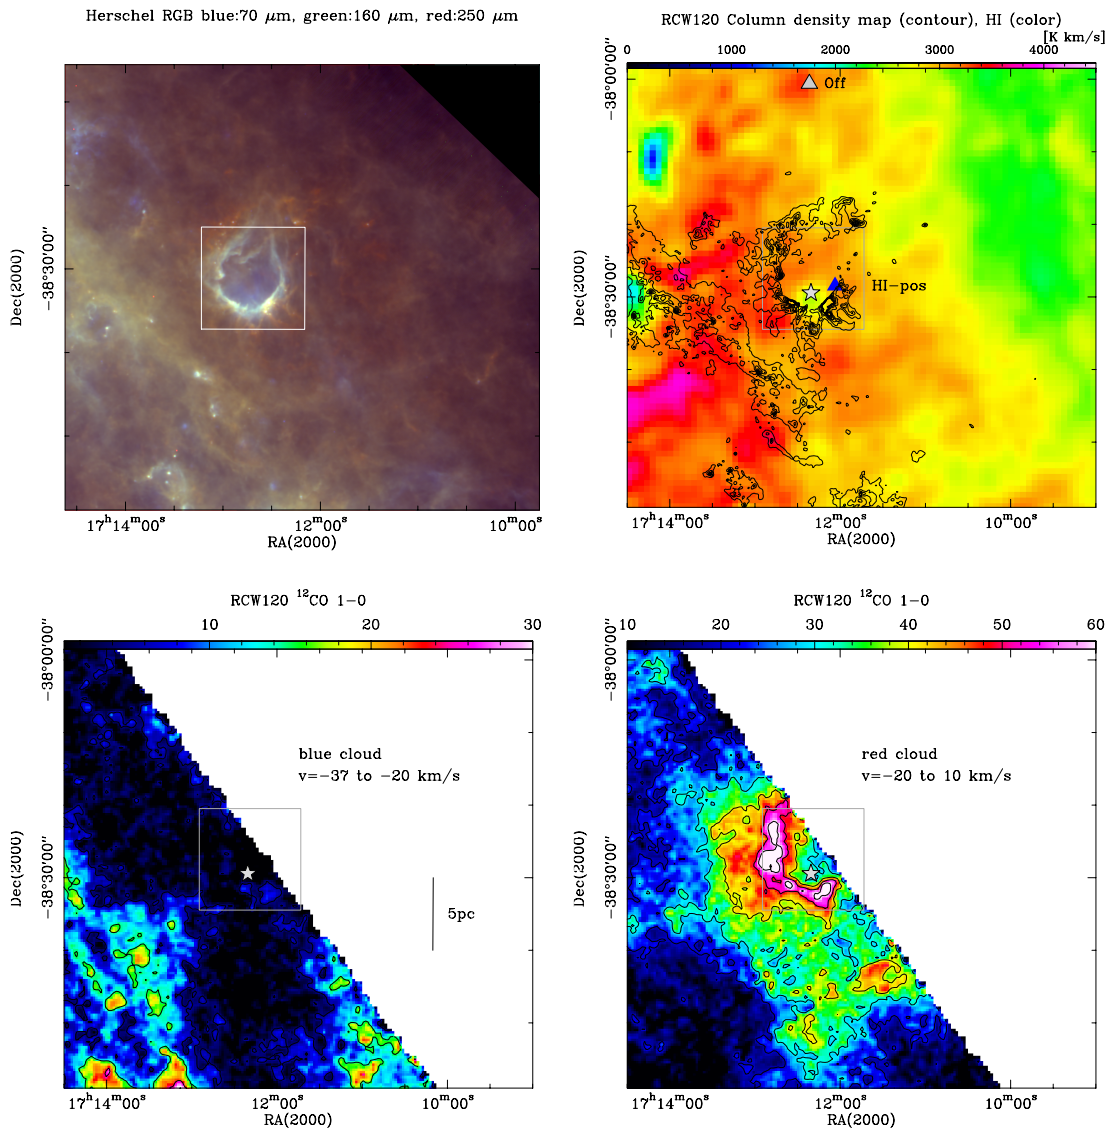 Herschel RGB blue:70 μm, green:160 μm, red:250 μm
Dec(2000)
−38°30′00″
17ʰ14ᵐ00ˢ
12ᵐ00ˢ
10ᵐ00ˢ
RA(2000)
RCW120 Column density map (contour), HI (color)
[K km/s]
0 1000 2000 3000 4000
−38°00′00″
Off
HI−pos
Dec(2000)
−38°30′00″
17ʰ14ᵐ00ˢ
12ᵐ00ˢ
10ᵐ00ˢ
RA(2000)
RCW120 ¹²CO 1−0
10 20 30
−38°00′00″
blue cloud
v=−37 to −20 km/s
Dec(2000)
−38°30′00″
5pc
17ʰ14ᵐ00ˢ
12ᵐ00ˢ
10ᵐ00ˢ
RA(2000)
RCW120 ¹²CO 1−0
10 20 30 40 50 60
−38°00′00″
red cloud
v=−20 to 10 km/s
Dec(2000)
−38°30′00″
17ʰ14ᵐ00ˢ
12ᵐ00ˢ
10ᵐ00ˢ
RA(2000)